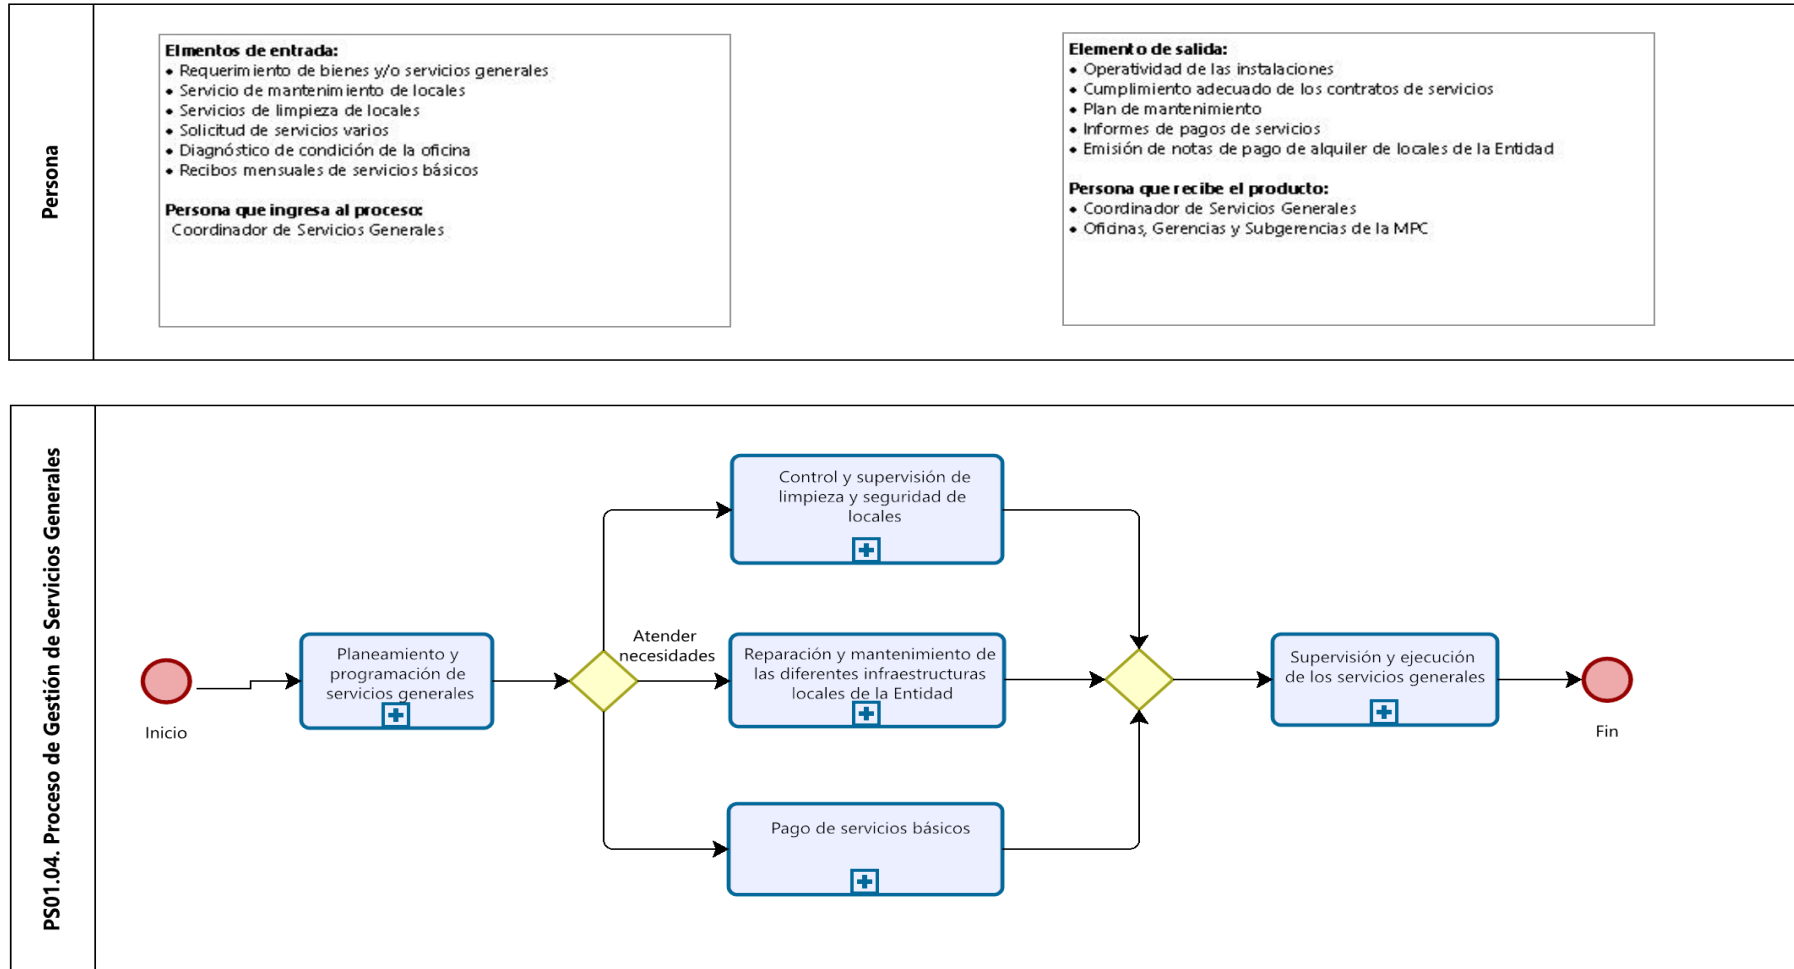 Persona
Elmentos de entrada:
• Requerimiento de bienes y/o servicios generales
• Servicio de mantenimiento de locales
• Servicios de limpieza de locales
• Solicitud de servicios varios
• Diagnóstico de condición de la oficina
• Recibos mensuales de servicios básicos
Persona que ingresa al proceso:
Coordinador de Servicios Generales
Elemento de salida:
• Operatividad de las instalaciones
• Cumplimiento adecuado de los contratos de servicios
• Plan de mantenimiento
• Informes de pagos de servicios
• Emisión de notas de pago de alquiler de locales de la Entidad
Persona que recibe el producto:
• Coordinador de Servicios Generales
• Oficinas, Gerencias y Subgerencias de la MPC
PS01.04. Proceso de Gestión de Servicios Generales
Inicio
Planeamiento y
programación de
servicios generales
Atender
necesidades
Control y supervisión de
limpieza y seguridad de
locales
Reparación y mantenimiento de
las diferentes infraestructuras
locales de la Entidad
Pago de servicios básicos
Supervisión y ejecución
de los servicios generales
Fin